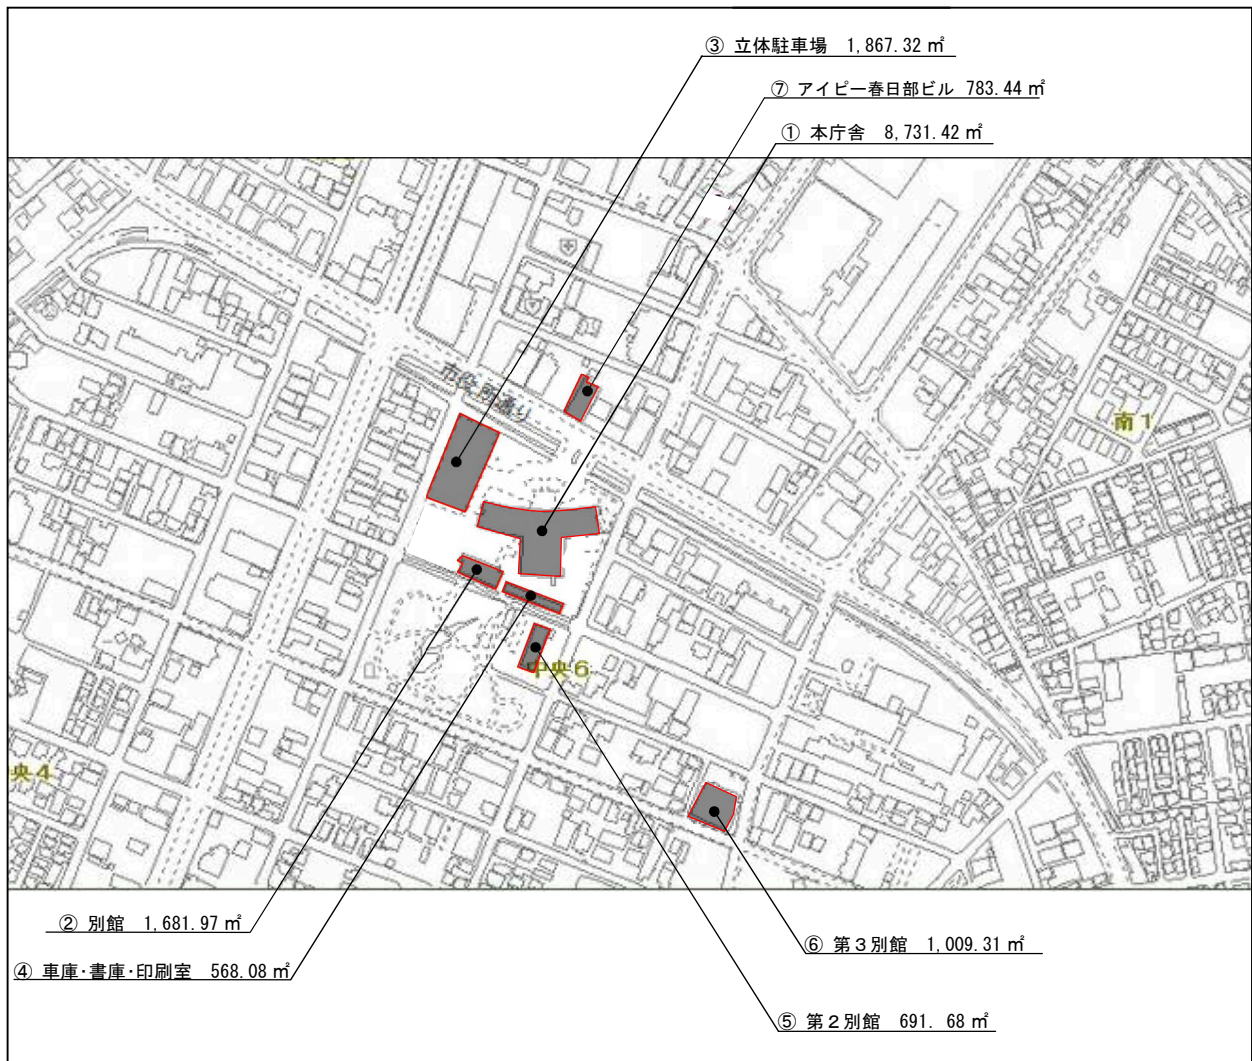 ③ 立体駐車場 1,867.32 ㎡
⑦ アイピー春日部ビル 783.44 ㎡
① 本庁舎 8,731.42 ㎡
市役所通り
南1
中央6
央4
② 別館 1,681.97 ㎡
⑥ 第3別館 1,009.31 ㎡
④ 車庫・書庫・印刷室 568.08 ㎡
⑤ 第2別館 691. 68 ㎡